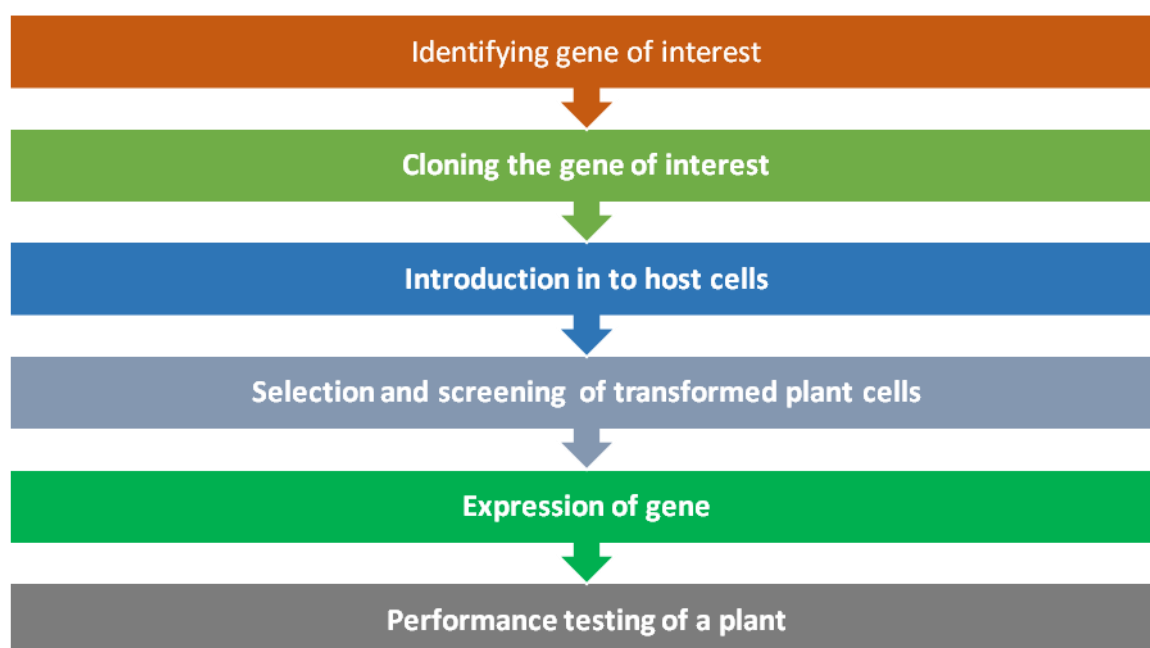 Identifying gene of interest
Cloning the gene of interest
Introduction in to host cells
Selection and screening of transformed plant cells
Expression of gene
Performance testing of a plant